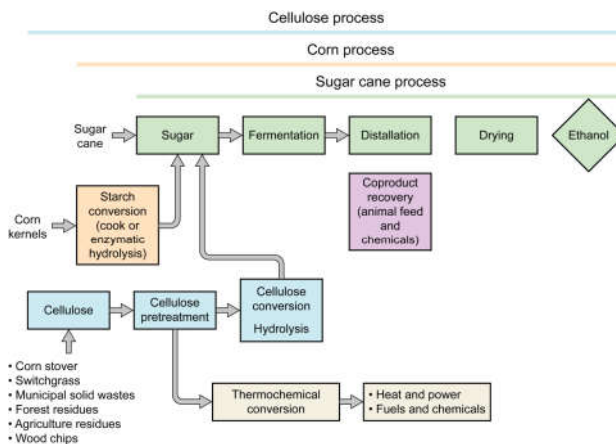 Cellulose process
Corn process
Sugar cane process
Sugar
cane
Sugar
Fermentation
Distallation
Drying
Ethanol
Corn
kernels
Starch
conversion
(cook or
enzymatic
hydrolysis)
Coproduct
recovery
(animal feed
and
chemicals)
Cellulose
Cellulose
pretreatment
Cellulose
conversion
Hydrolysis
• Corn stover
• Switchgrass
• Municipal solid wastes
• Forest residues
• Agriculture residues
• Wood chips
Thermochemical
conversion
• Heat and power
• Fuels and chemicals